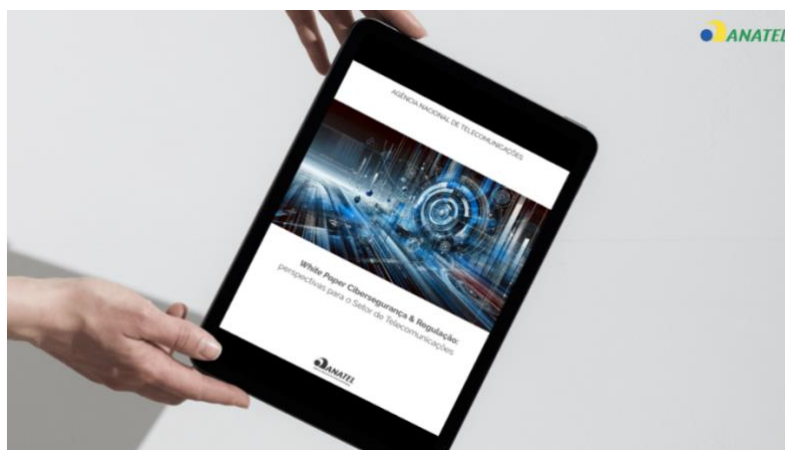 ANATEL
AGÊNCIA NACIONAL DE TELECOMUNICAÇÕES
White Paper Cibersegurança & Regulação:
perspectivas para o Setor de Telecomunicações
ANATEL